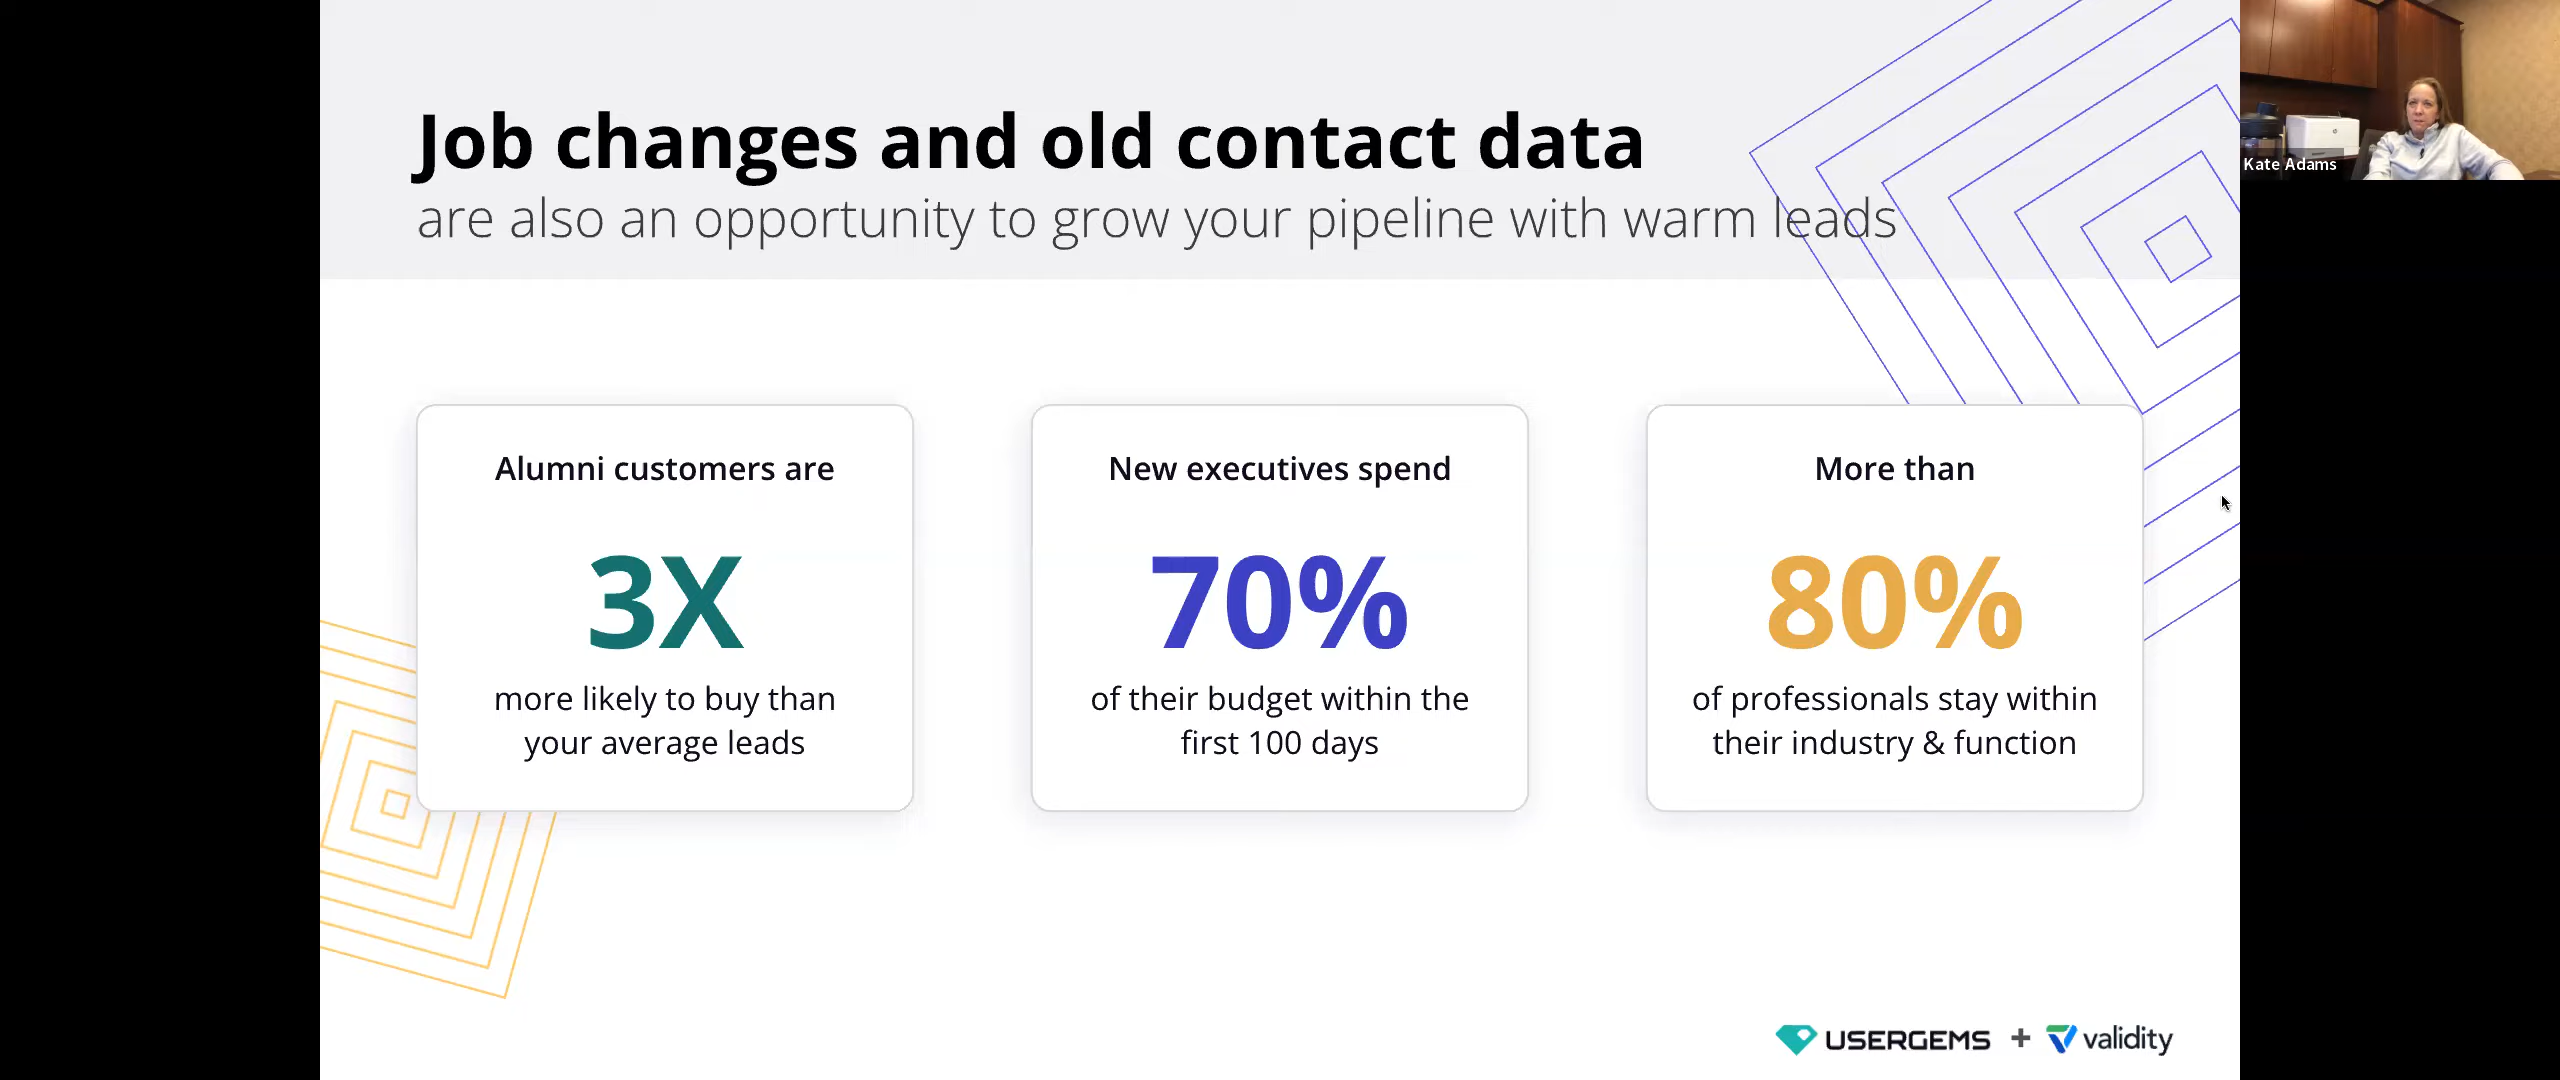 Job changes and old contact data
are also an opportunity to grow your pipeline with warm leads
Kate Adams
Alumni customers are
3X
more likely to buy than
your average leads
New executives spend
70%
of their budget within the
first 100 days
More than
80%
of professionals stay within
their industry & function
USERGEMS + validity